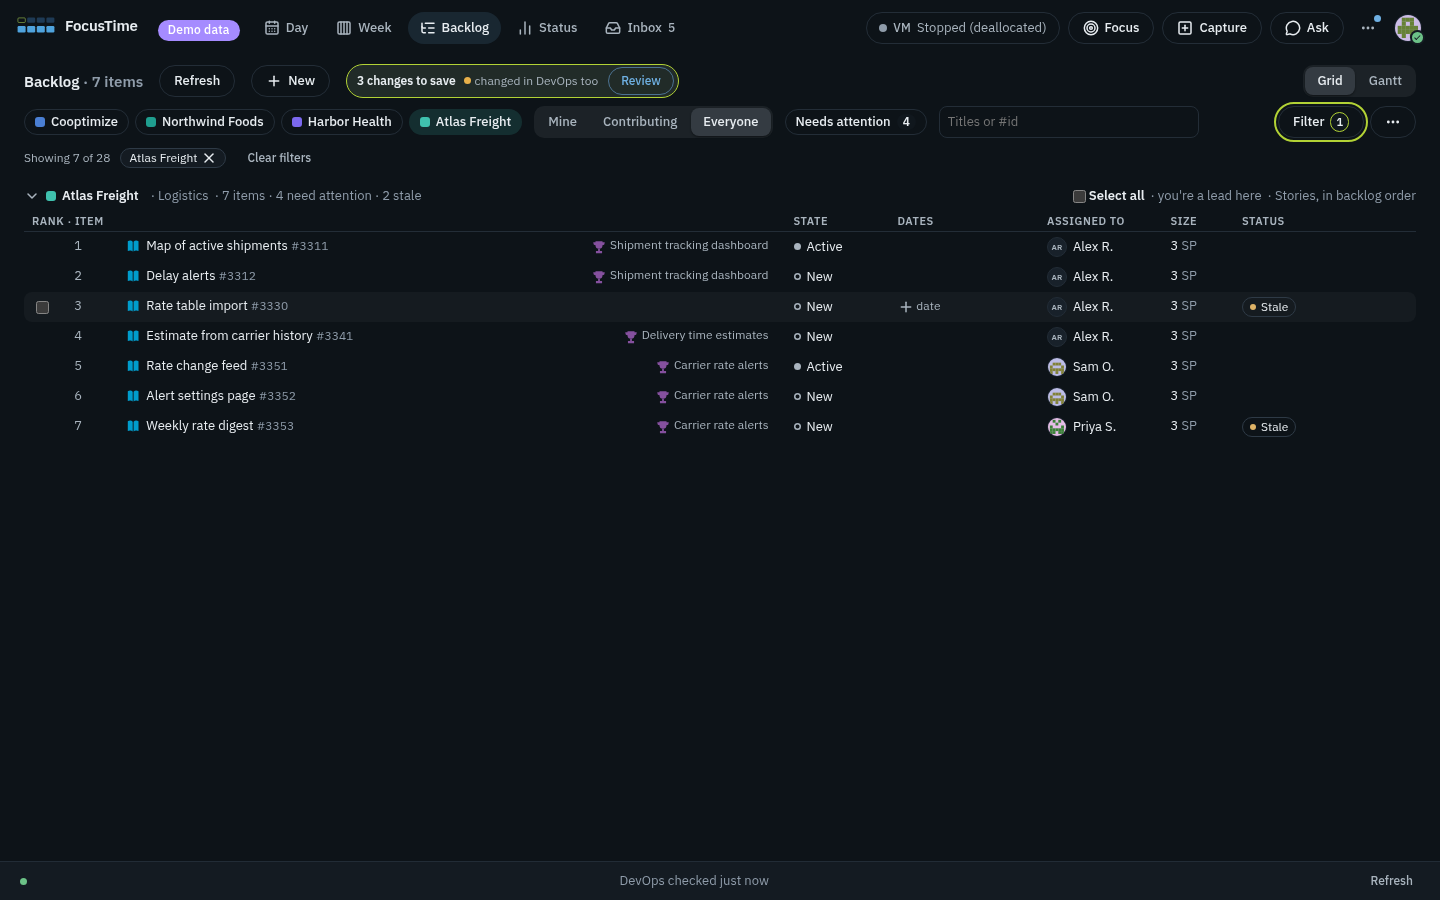 FocusTime Demo data Day Week Backlog Status Inbox 5 VM Stopped (deallocated) Focus Capture Ask
Backlog · 7 items Refresh New 3 changes to save changed in DevOps too Review Grid Gantt
Cooptimize Northwind Foods Harbor Health Atlas Freight Mine Contributing Everyone Needs attention 4 Titles or #id Filter 1
Showing 7 of 28 Atlas Freight Clear filters
Atlas Freight · Logistics · 7 items · 4 need attention · 2 stale Select all · you're a lead here · Stories, in backlog order
RANK · ITEM STATE DATES ASSIGNED TO SIZE STATUS
1 Map of active shipments #3311 Shipment tracking dashboard Active AR Alex R. 3 SP
2 Delay alerts #3312 Shipment tracking dashboard New AR Alex R. 3 SP
3 Rate table import #3330 New date AR Alex R. 3 SP Stale
4 Estimate from carrier history #3341 Delivery time estimates New AR Alex R. 3 SP
5 Rate change feed #3351 Carrier rate alerts Active Sam O. 3 SP
6 Alert settings page #3352 Carrier rate alerts New Sam O. 3 SP
7 Weekly rate digest #3353 Carrier rate alerts New Priya S. 3 SP Stale
DevOps checked just now Refresh